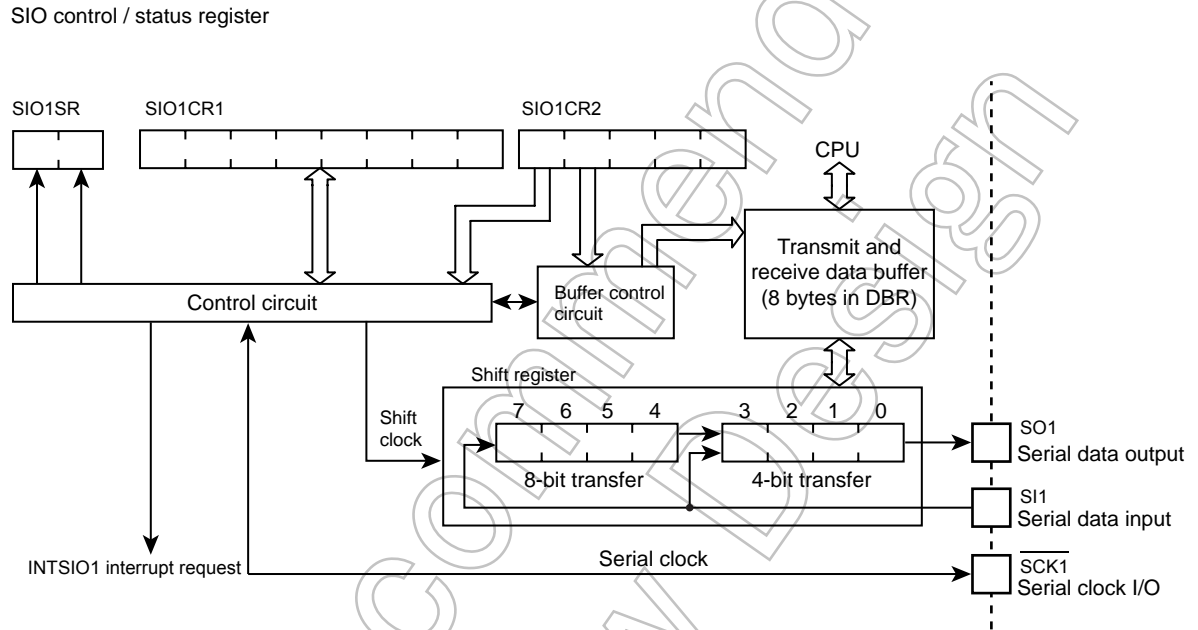 SIO control / status register
SIO1SR
SIO1CR1
SIO1CR2
CPU
Transmit and
receive data buffer
(8 bytes in DBR)
Control circuit
Buffer control
circuit
Shift register
Shift
clock
7 6 5 4 3 2 1 0
8-bit transfer
4-bit transfer
SO1
Serial data output
SI1
Serial data input
INTSIO1 interrupt request
Serial clock
SCK1
Serial clock I/O
commend
Design
w